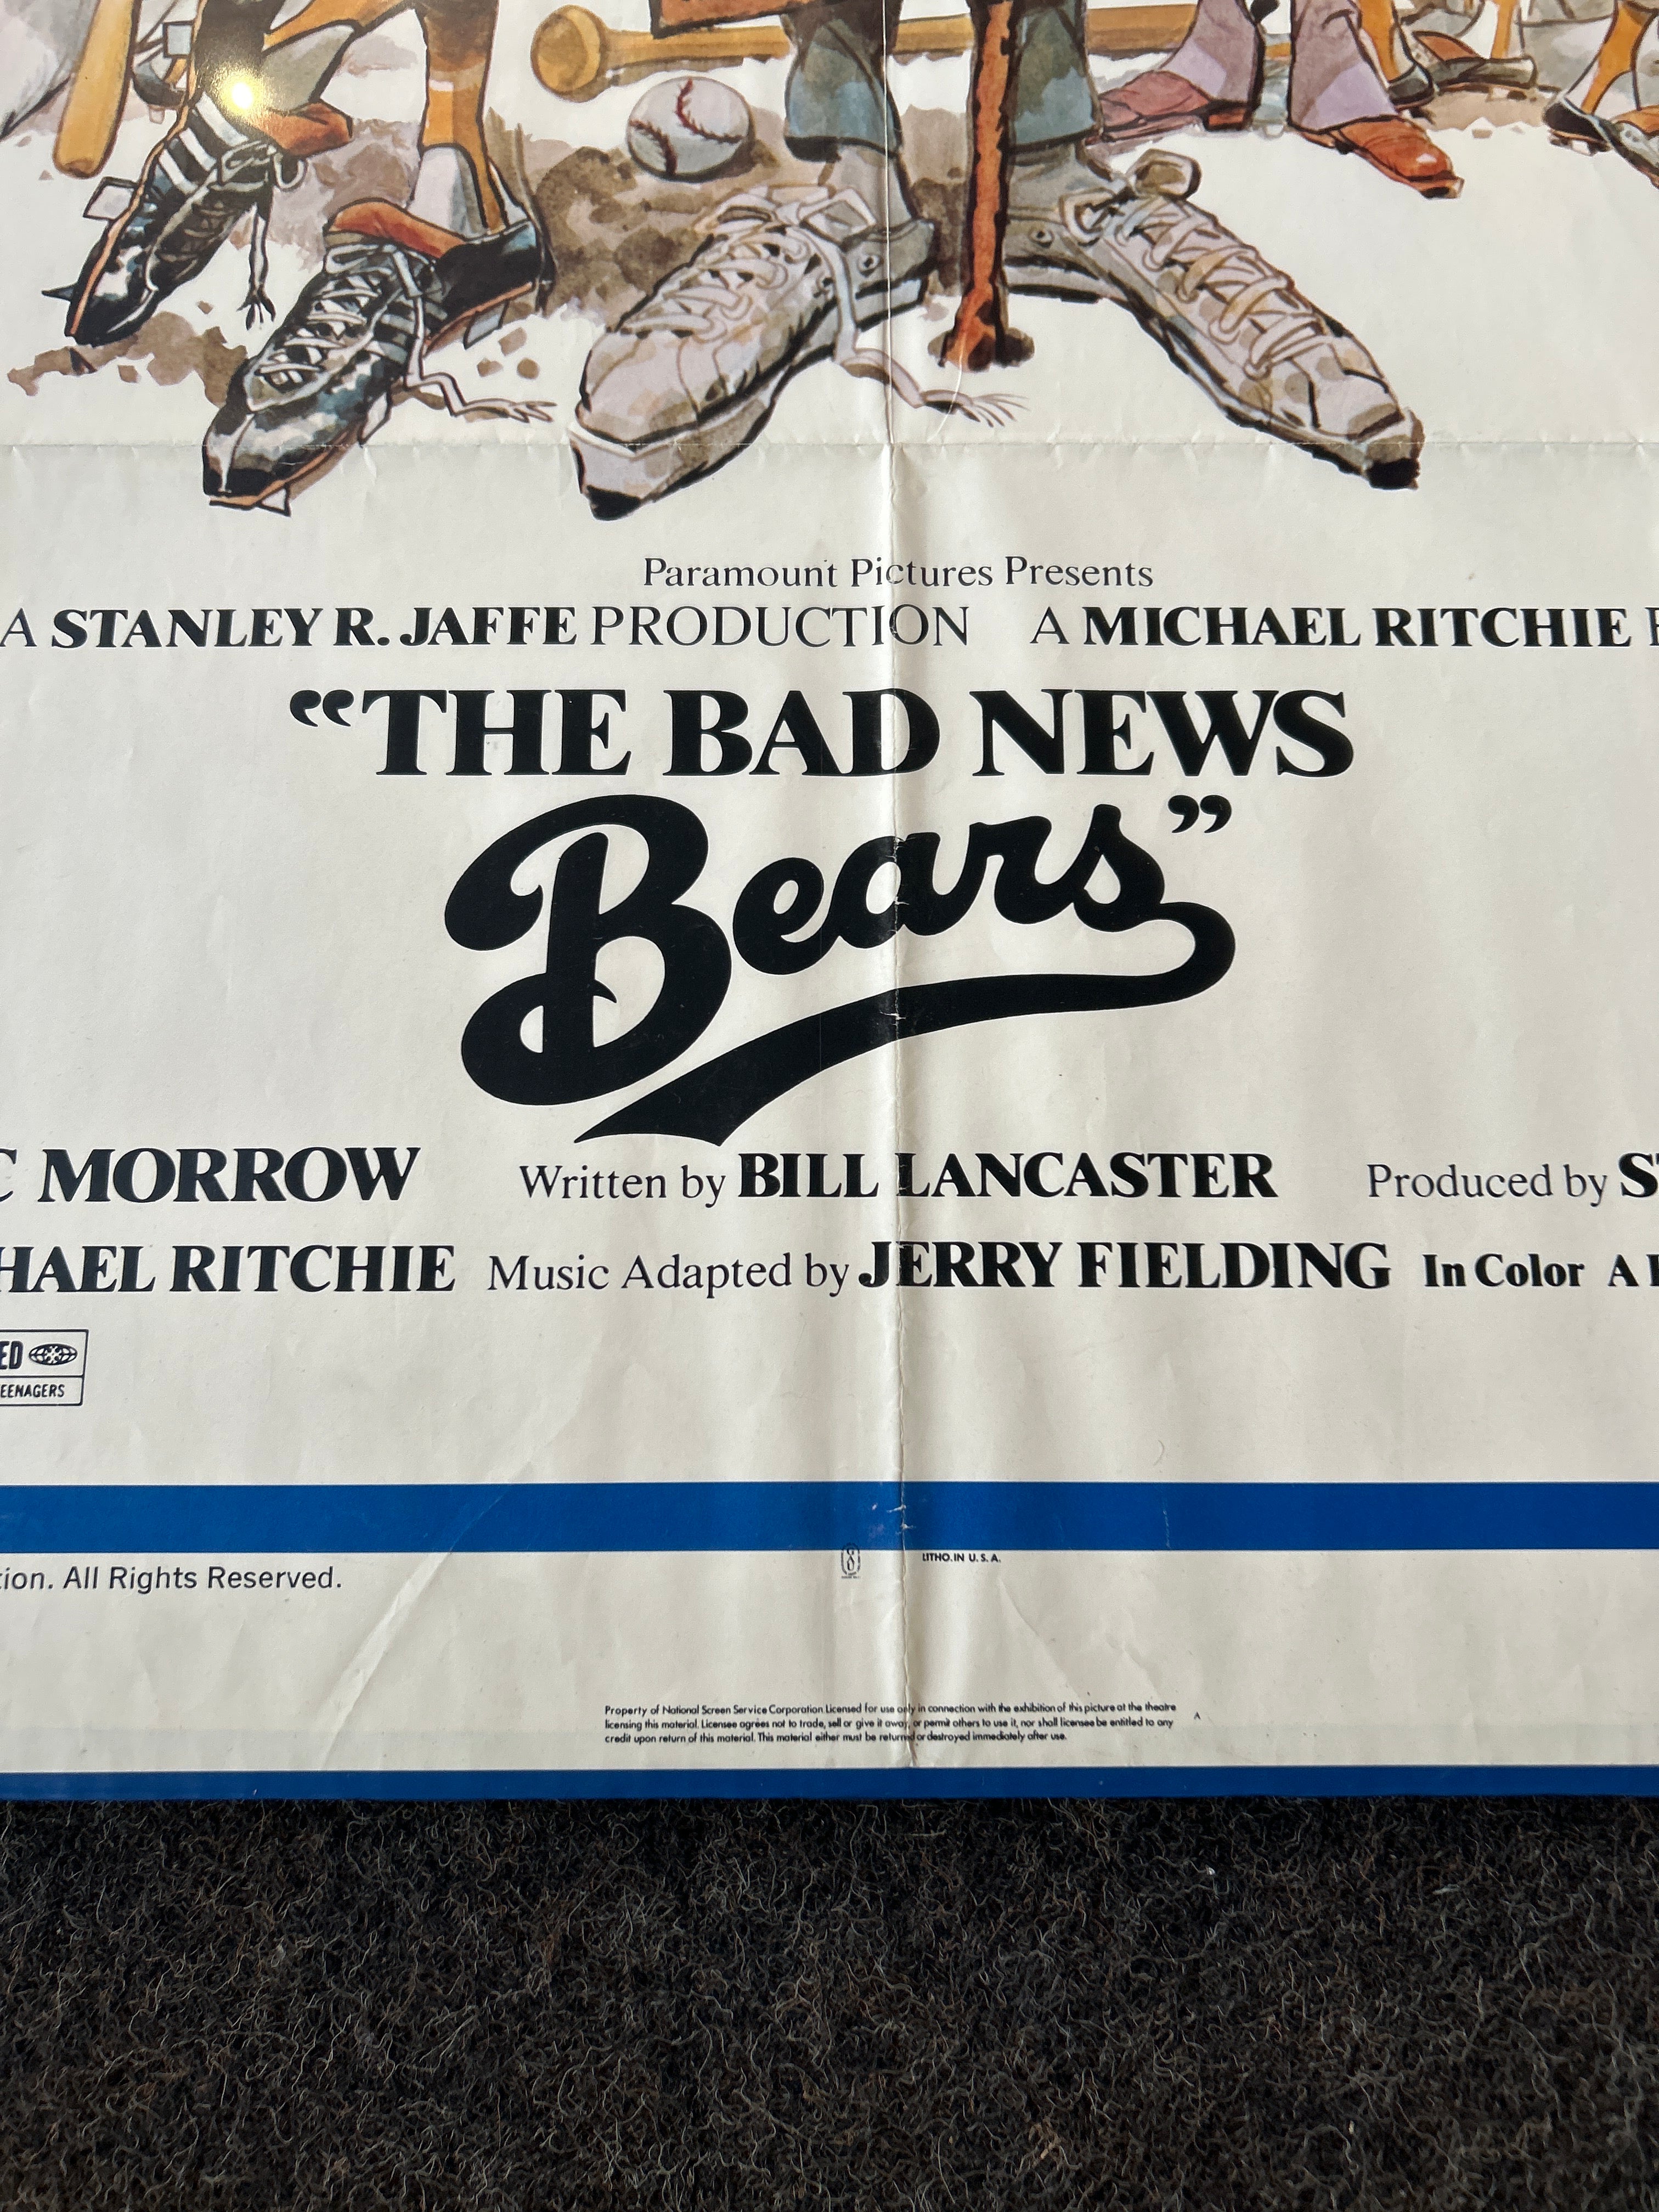 Paramount Pictures Presents
A STANLEY R. JAFFE PRODUCTION A MICHAEL RITCHIE
“THE BAD NEWS
Bears”
C MORROW Written by BILL LANCASTER Produced by ST
HAEL RITCHIE Music Adapted by JERRY FIELDING In Color A
ED
EENAGERS
tion. All Rights Reserved.
LITHO. IN U. S. A.
Property of National Screen Service Corporation Licensed for use only in connection with the exhibition of this picture at the theatre
licensing this material. Licensee agrees not to trade, sell or give it away, or permit others to use it, nor shall licensee be entitled to any
credit upon return of this material. This material either must be returned or destroyed immediately after use.
A